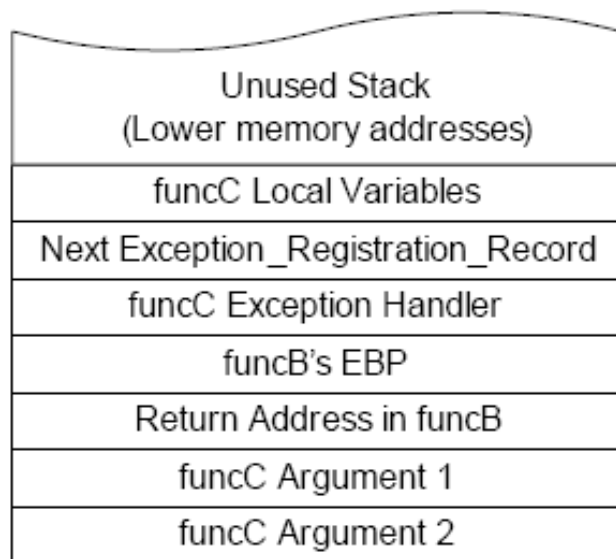 Unused Stack
(Lower memory addresses)
funcC Local Variables
Next Exception_Registration_Record
funcC Exception Handler
funcB's EBP
Return Address in funcB
funcC Argument 1
funcC Argument 2